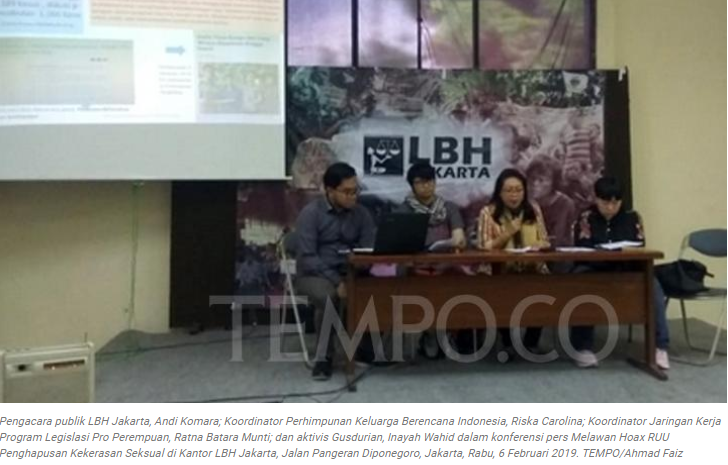 LBH
JAKARTA
TEMPO.CO
Pengacara publik LBH Jakarta, Andi Komara; Koordinator Perhimpunan Keluarga Berencana Indonesia, Riska Carolina; Koordinator Jaringan Kerja
Program Legislasi Pro Perempuan, Ratna Batara Munti; dan aktivis Gusdurian, Inayah Wahid dalam konferensi pers Melawan Hoax RUU
Penghapusan Kekerasan Seksual di Kantor LBH Jakarta, Jalan Pangeran Diponegoro, Jakarta, Rabu, 6 Februari 2019. TEMPO/Ahmad Faiz